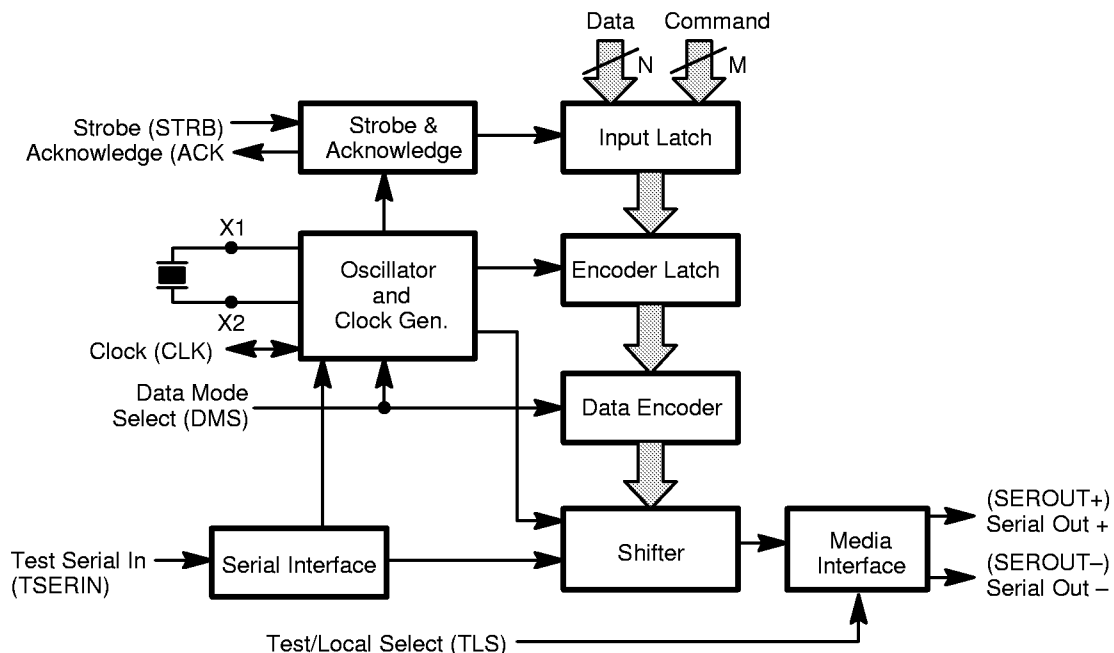 Data
Command
N
M
Strobe (STRB)
Acknowledge (ACK
Strobe &
Acknowledge
Input Latch
X1
X2
Oscillator
and
Clock Gen.
Encoder Latch
Clock (CLK)
Data Mode
Select (DMS)
Data Encoder
Test Serial In
(TSERIN)
Serial Interface
Shifter
Media
Interface
(SEROUT+)
Serial Out +
(SEROUT–)
Serial Out –
Test/Local Select (TLS)